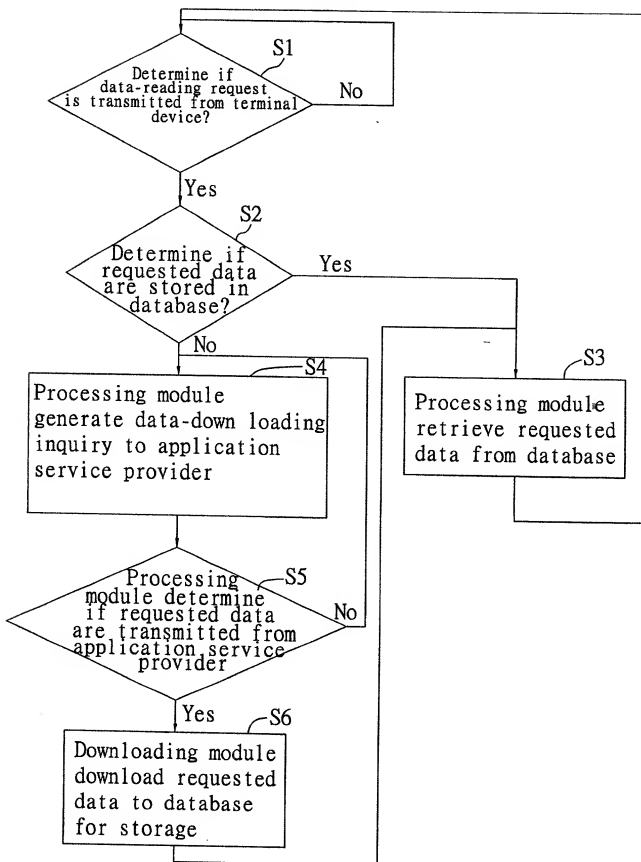 S1
Determine if
data-reading request
is transmitted from terminal
device?
No
Yes
S2
Determine if
requested data
are stored in
database?
Yes
No
S4
Processing module
generate data-down loading
inquiry to application
service provider
S3
Processing module
retrieve requested
data from database
S5
Processing
module determine
if requested data
are transmitted from
application service
provider
No
Yes
S6
Downloading module
download requested
data to database
for storage